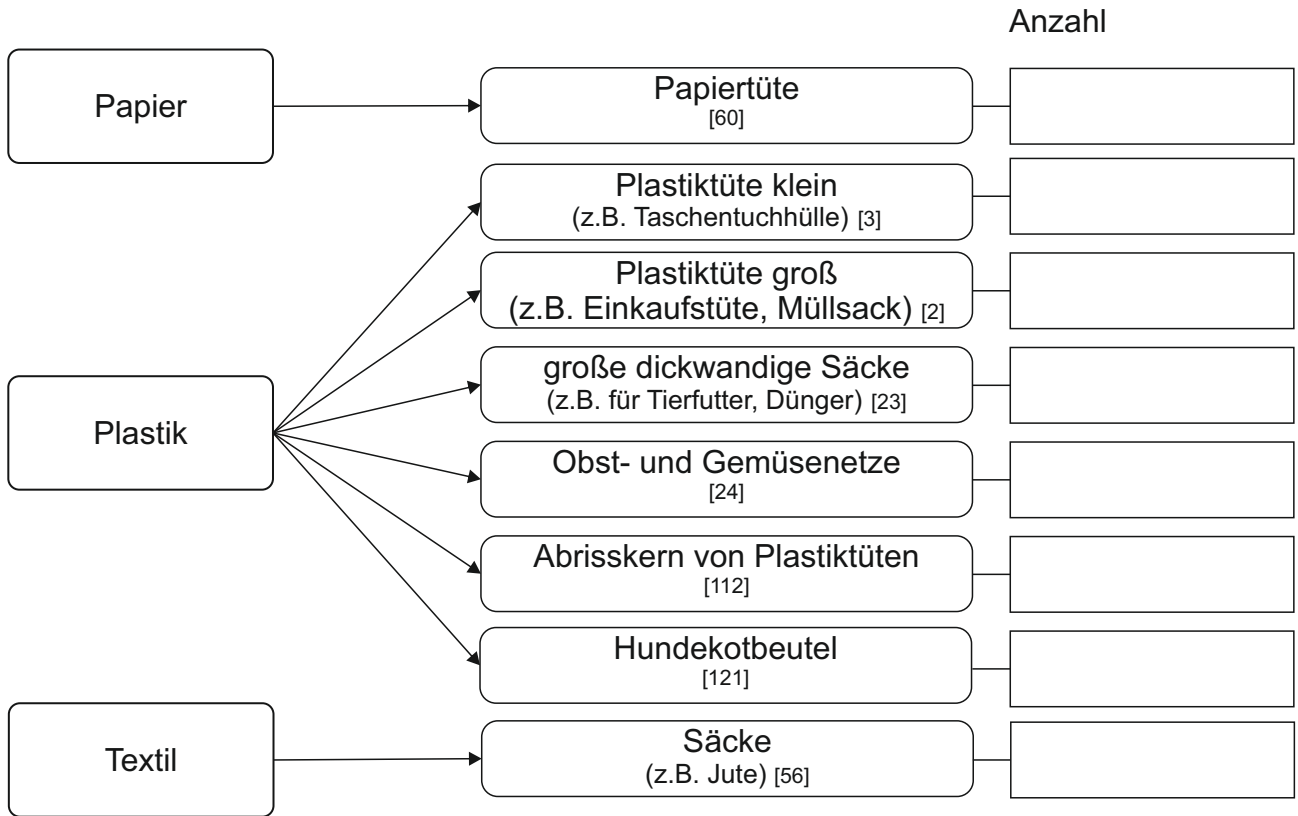 Anzahl
Papier
Papiertüte
[60]
Plastiktüte klein
(z.B. Taschentuchhülle) [3]
Plastiktüte groß
(z.B. Einkaufstüte, Müllsack) [2]
große dickwandige Säcke
(z.B. für Tierfutter, Dünger) [23]
Plastik
Obst- und Gemüsenetze
[24]
Abrisskern von Plastiktüten
[112]
Hundekotbeutel
[121]
Textil
Säcke
(z.B. Jute) [56]